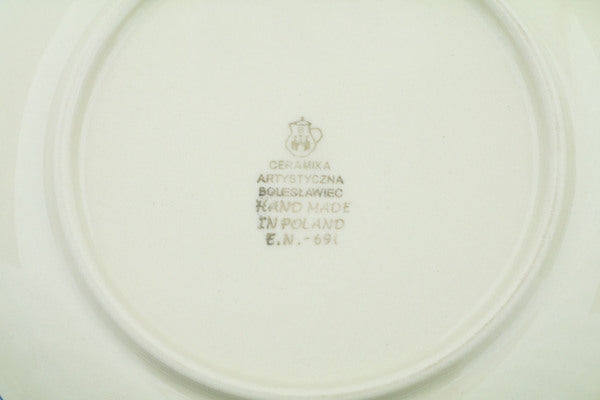 B
CERAMIKA
ARTYSTYCZNA
BOLESŁAWIEC
HAND MADE
IN POLAND
E.N.-691